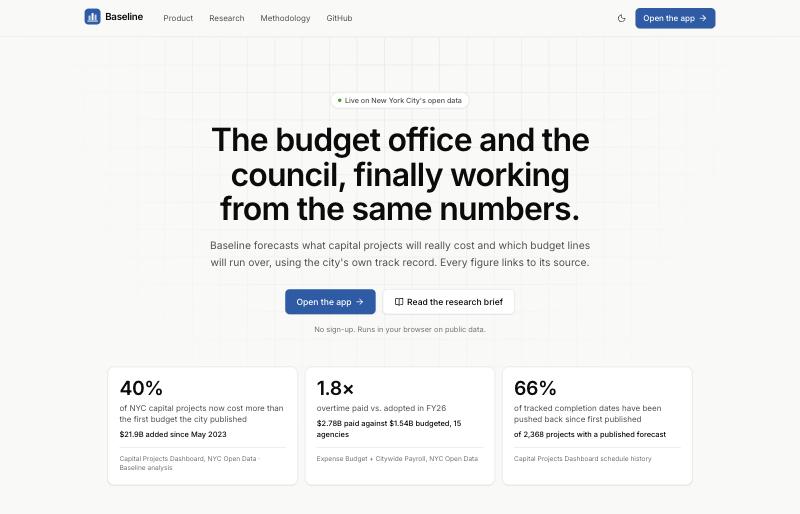 Baseline
Product
Research
Methodology
GitHub
Open the app →
Live on New York City's open data
The budget office and the
council, finally working
from the same numbers.
Baseline forecasts what capital projects will really cost and which budget lines
will run over, using the city's own track record. Every figure links to its source.
Open the app →
Read the research brief
No sign-up. Runs in your browser on public data.
40%
of NYC capital projects now cost more than
the first budget the city published
$21.9B added since May 2023
Capital Projects Dashboard, NYC Open Data ·
Baseline analysis
1.8×
overtime paid vs. adopted in FY26
$2.78B paid against $1.54B budgeted, 15
agencies
Expense Budget + Citywide Payroll, NYC Open Data
66%
of tracked completion dates have been
pushed back since first published
of 2,368 projects with a published forecast
Capital Projects Dashboard schedule history